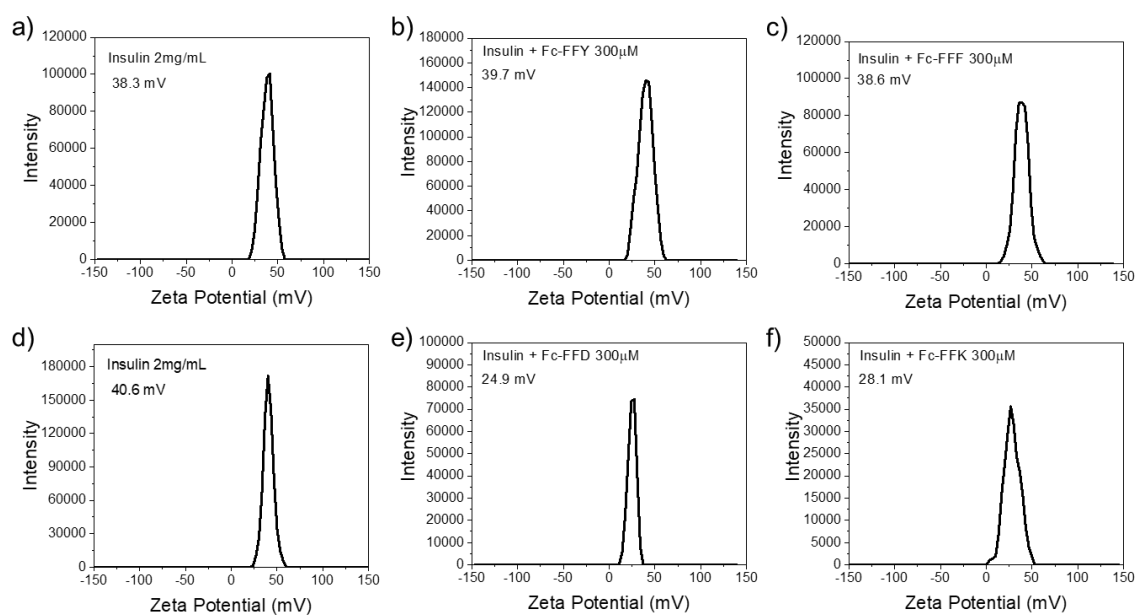 a)
Insulin 2mg/mL
38.3 mV
120000
100000
80000
60000
40000
20000
0
Intensity
-150 -100 -50 0 50 100 150
Zeta Potential (mV)
b)
Insulin + Fc-FFY 300μM
39.7 mV
180000
160000
140000
120000
100000
80000
60000
40000
20000
0
Intensity
-150 -100 -50 0 50 100 150
Zeta Potential (mV)
c)
Insulin + Fc-FFF 300μM
38.6 mV
120000
100000
80000
60000
40000
20000
0
Intensity
-150 -100 -50 0 50 100 150
Zeta Potential (mV)
d)
Insulin 2mg/mL
40.6 mV
180000
150000
120000
90000
60000
30000
0
Intensity
-150 -100 -50 0 50 100 150
Zeta Potential (mV)
e)
Insulin + Fc-FFD 300μM
24.9 mV
100000
90000
80000
70000
60000
50000
40000
30000
20000
10000
0
Intensity
-150 -100 -50 0 50 100 150
Zeta Potential (mV)
f)
Insulin + Fc-FFK 300μM
28.1 mV
50000
45000
40000
35000
30000
25000
20000
15000
10000
5000
0
Intensity
-150 -100 -50 0 50 100 150
Zeta Potential (mV)